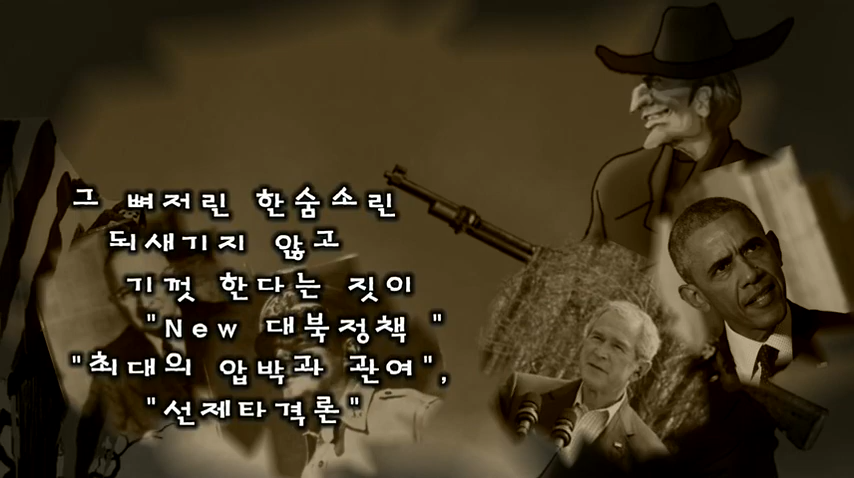 그 뼈저린 한숨소린
되새기지 않고
기껏 한다는 짓이
"New 대북정책 "
"최대의 압박과 관여",
"선제타격론"